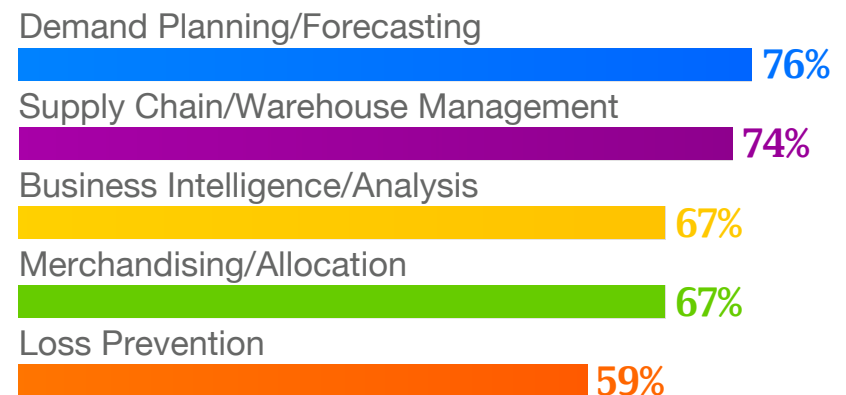 Demand Planning/Forecasting
76%
Supply Chain/Warehouse Management
74%
Business Intelligence/Analysis
67%
Merchandising/Allocation
67%
Loss Prevention
59%